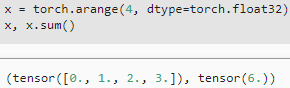 x = torch.arange(4, dtype=torch.float32)
x, x.sum()
(tensor([0., 1., 2., 3.]), tensor(6.))